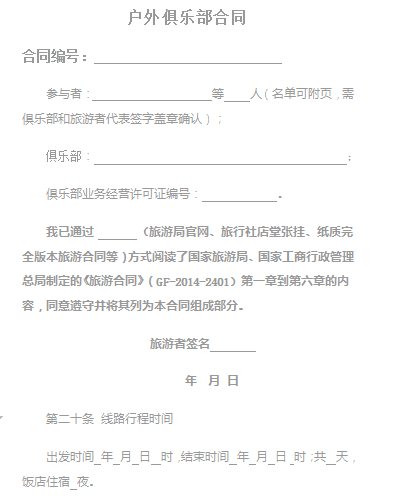 户外俱乐部合同
合同编号：____________________
参与者：________________等____人（名单可附页，需
俱乐部和旅游者代表签字盖章确认）；
俱乐部：__________________________________；
俱乐部业务经营许可证编号：__________。
我已通过______（旅游局官网、旅行社店堂张挂、纸质完
全版本旅游合同等）方式阅读了国家旅游局、国家工商行政管理
总局制定的《旅游合同》（GF-2014-2401）第一章到第六章的内
容，同意遵守并将其列为本合同组成部分。
旅游者签名______
年 月 日
第二十条 线路行程时间
出发时间_年_月_日_时,结束时间_年_月_日_时;共_天，
饭店住宿_夜。